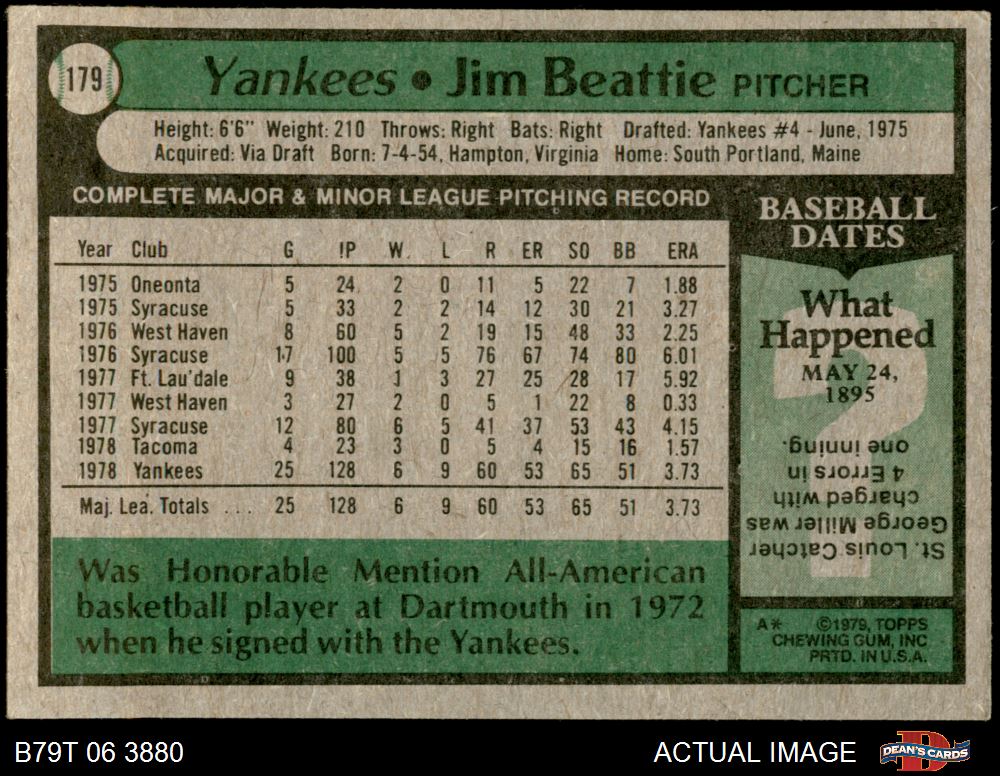 179
Yankees • Jim Beattie PITCHER
Height: 6'6" Weight: 210 Throws: Right Bats: Right Drafted: Yankees #4 - June, 1975
Acquired: Via Draft Born: 7-4-54, Hampton, Virginia Home: South Portland, Maine
COMPLETE MAJOR & MINOR LEAGUE PITCHING RECORD
Year Club G IP W. L R ER SO BB ERA
1975 Oneonta 5 24 2 0 11 5 22 7 1.88
1975 Syracuse 5 33 2 2 14 12 30 21 3.27
1976 West Haven 8 60 5 2 19 15 48 33 2.25
1976 Syracuse 17 100 5 5 76 67 74 80 6.01
1977 Ft. Lau'dale 9 38 1 3 27 25 28 17 5.92
1977 West Haven 3 27 2 0 5 1 22 8 0.33
1977 Syracuse 12 80 6 5 41 37 53 43 4.15
1978 Tacoma 4 23 3 0 5 4 15 16 1.57
1978 Yankees 25 128 6 9 60 53 65 51 3.73
Maj. Lea. Totals ... 25 128 6 9 60 53 65 51 3.73
Was Honorable Mention All-American
basketball player at Dartmouth in 1972
when he signed with the Yankees.
BASEBALL
DATES
What
Happened
MAY 24,
1895
St. Louis Catcher
George Miller was
charged with
4 Errors in
one inning.
A* ©1979, TOPPS
CHEWING GUM, INC
PRTD. IN U.S.A.
B79T 06 3880
ACTUAL IMAGE
DEAN'S CARDS